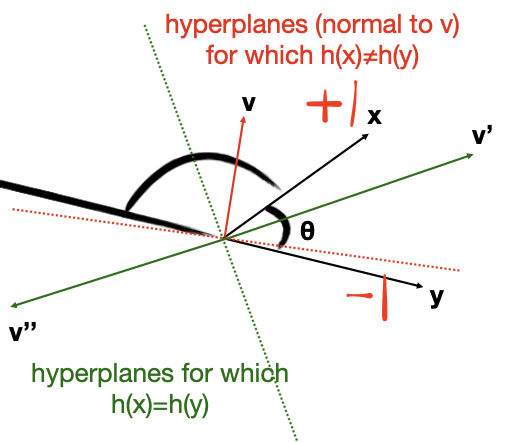 hyperplanes (normal to v)
for which h(x)≠h(y)
v
+1
x
v’
θ
-1
y
v’’
hyperplanes for which
h(x)=h(y)